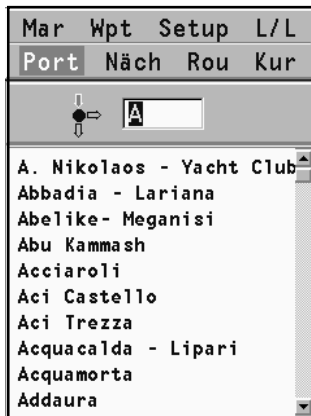 Mar Wpt Setup L/L
Port Näch Rou Kur
A
A. Nikolaos - Yacht Club
Abbadia - Lariana
Abelike- Meganisi
Abu Kammash
Acciaroli
Aci Castello
Aci Trezza
Acquacalda - Lipari
Acquamorta
Addaura